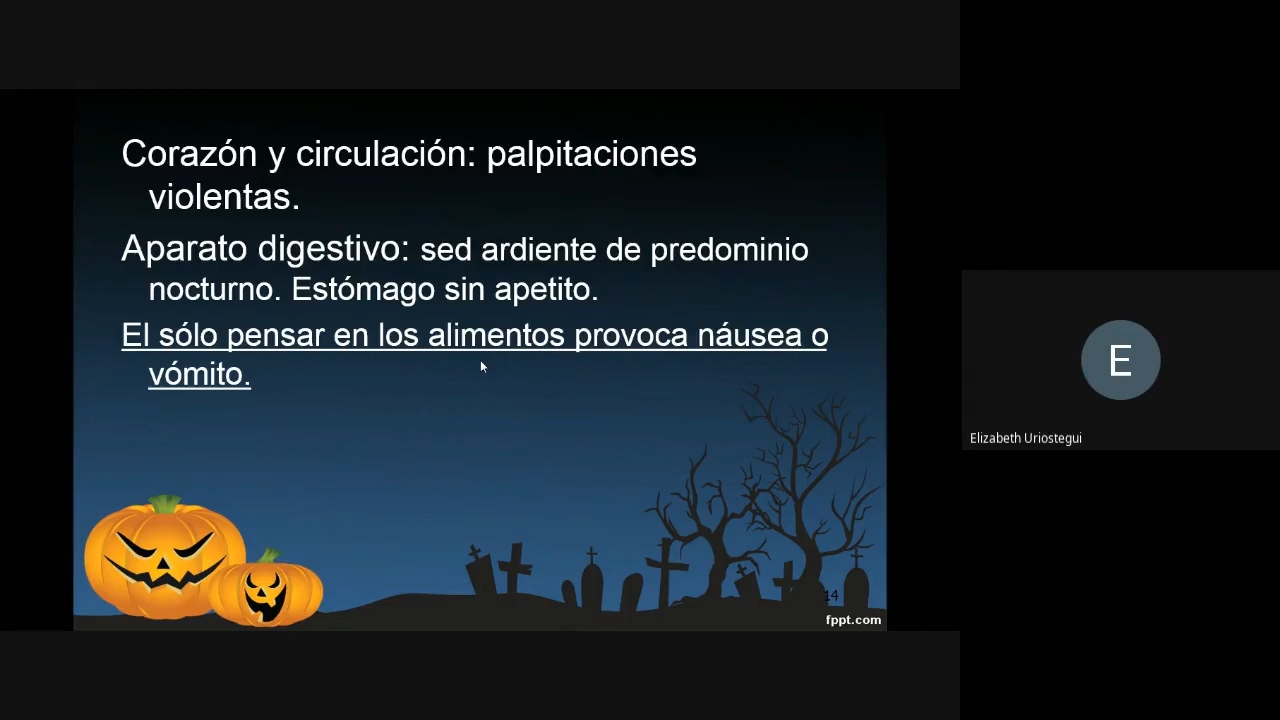 Corazón y circulación: palpitaciones
violentas.
Aparato digestivo: sed ardiente de predominio
nocturno. Estómago sin apetito.
El sólo pensar en los alimentos provoca náusea o
vómito.
E
Elizabeth Uriostegui
14
fppt.com